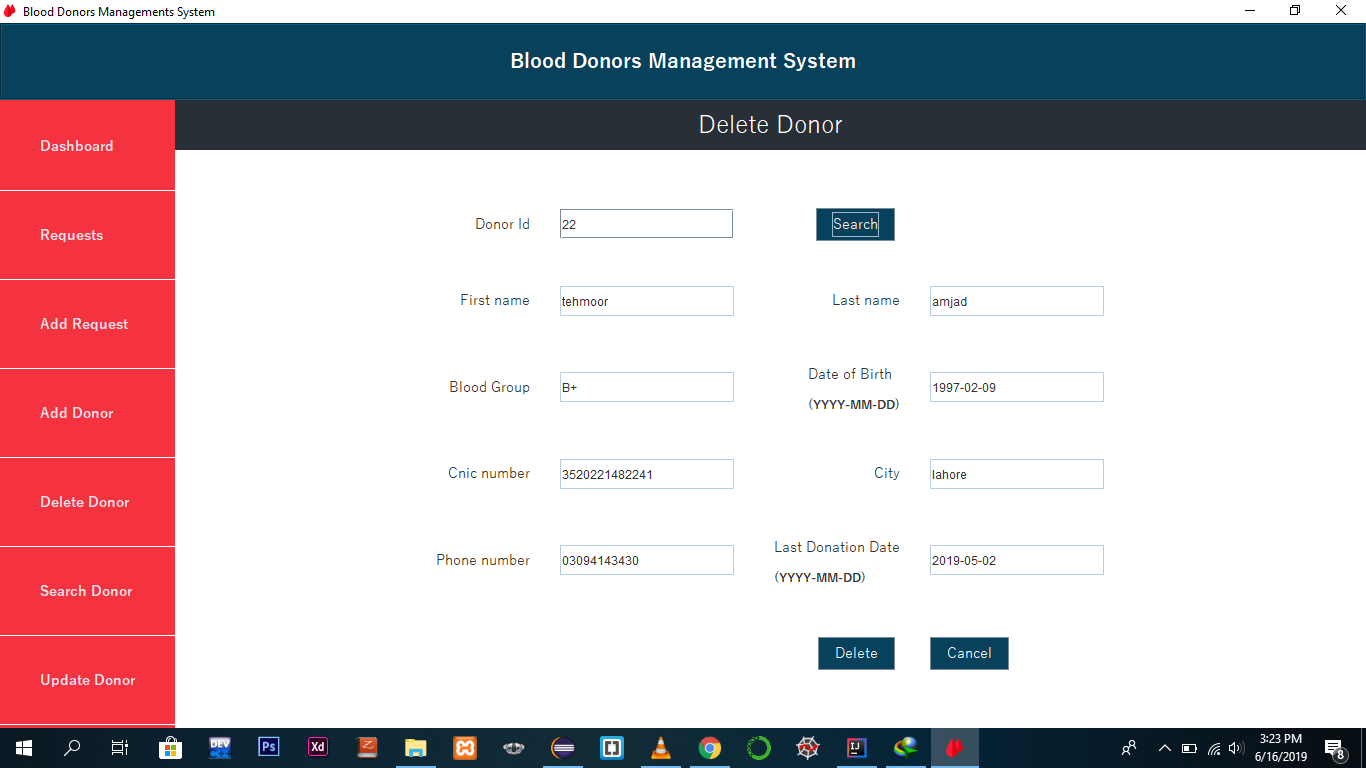 Blood Donors Managements System
Blood Donors Management System
Delete Donor
Dashboard
Requests
Add Request
Add Donor
Delete Donor
Search Donor
Update Donor
Donor Id 22 Search
First name tehmoor Last name amjad
Blood Group B+ Date of Birth 1997-02-09
(YYYY-MM-DD)
Cnic number 3520221482241 City lahore
Phone number 03094143430 Last Donation Date 2019-05-02
(YYYY-MM-DD)
Delete Cancel
DEV Ps Xd IJ 3:23 PM
6/16/2019 8